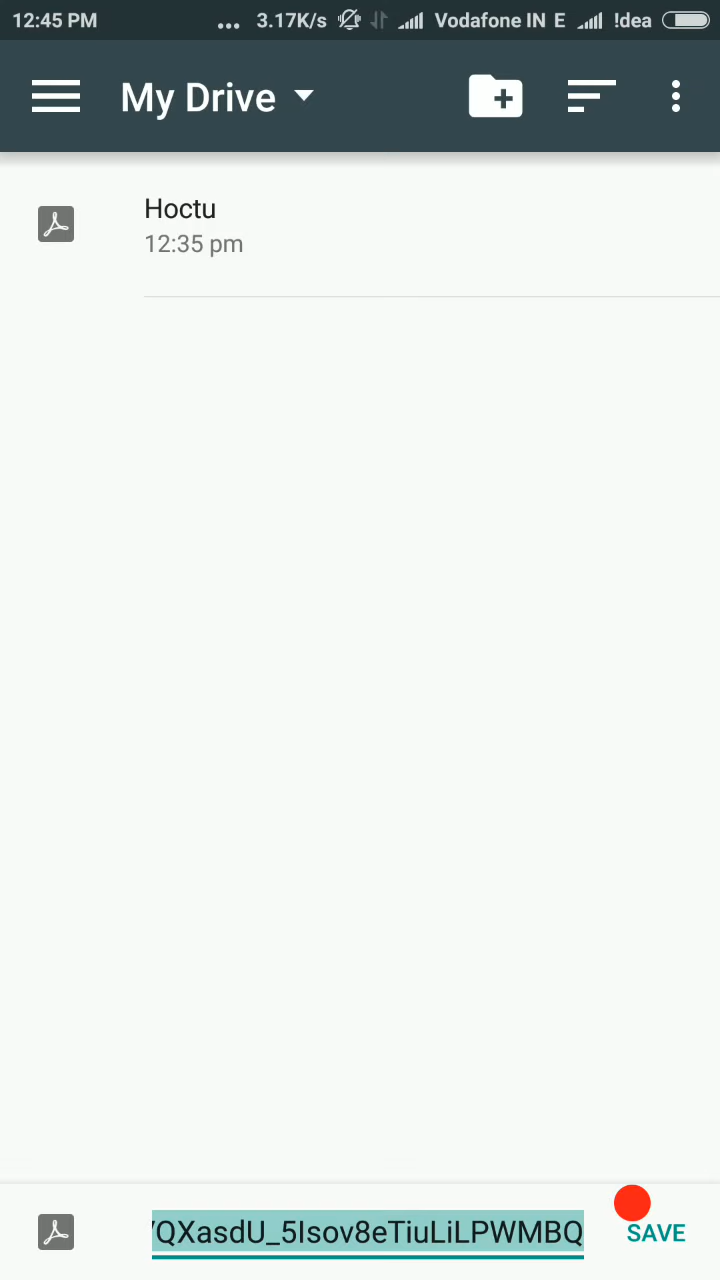 12:45 PM ... 3.17K/s Vodafone IN E !dea
My Drive
Hoctu
12:35 pm
QXasdU_5Isov8eTiuLiLPWMBQ
SAVE